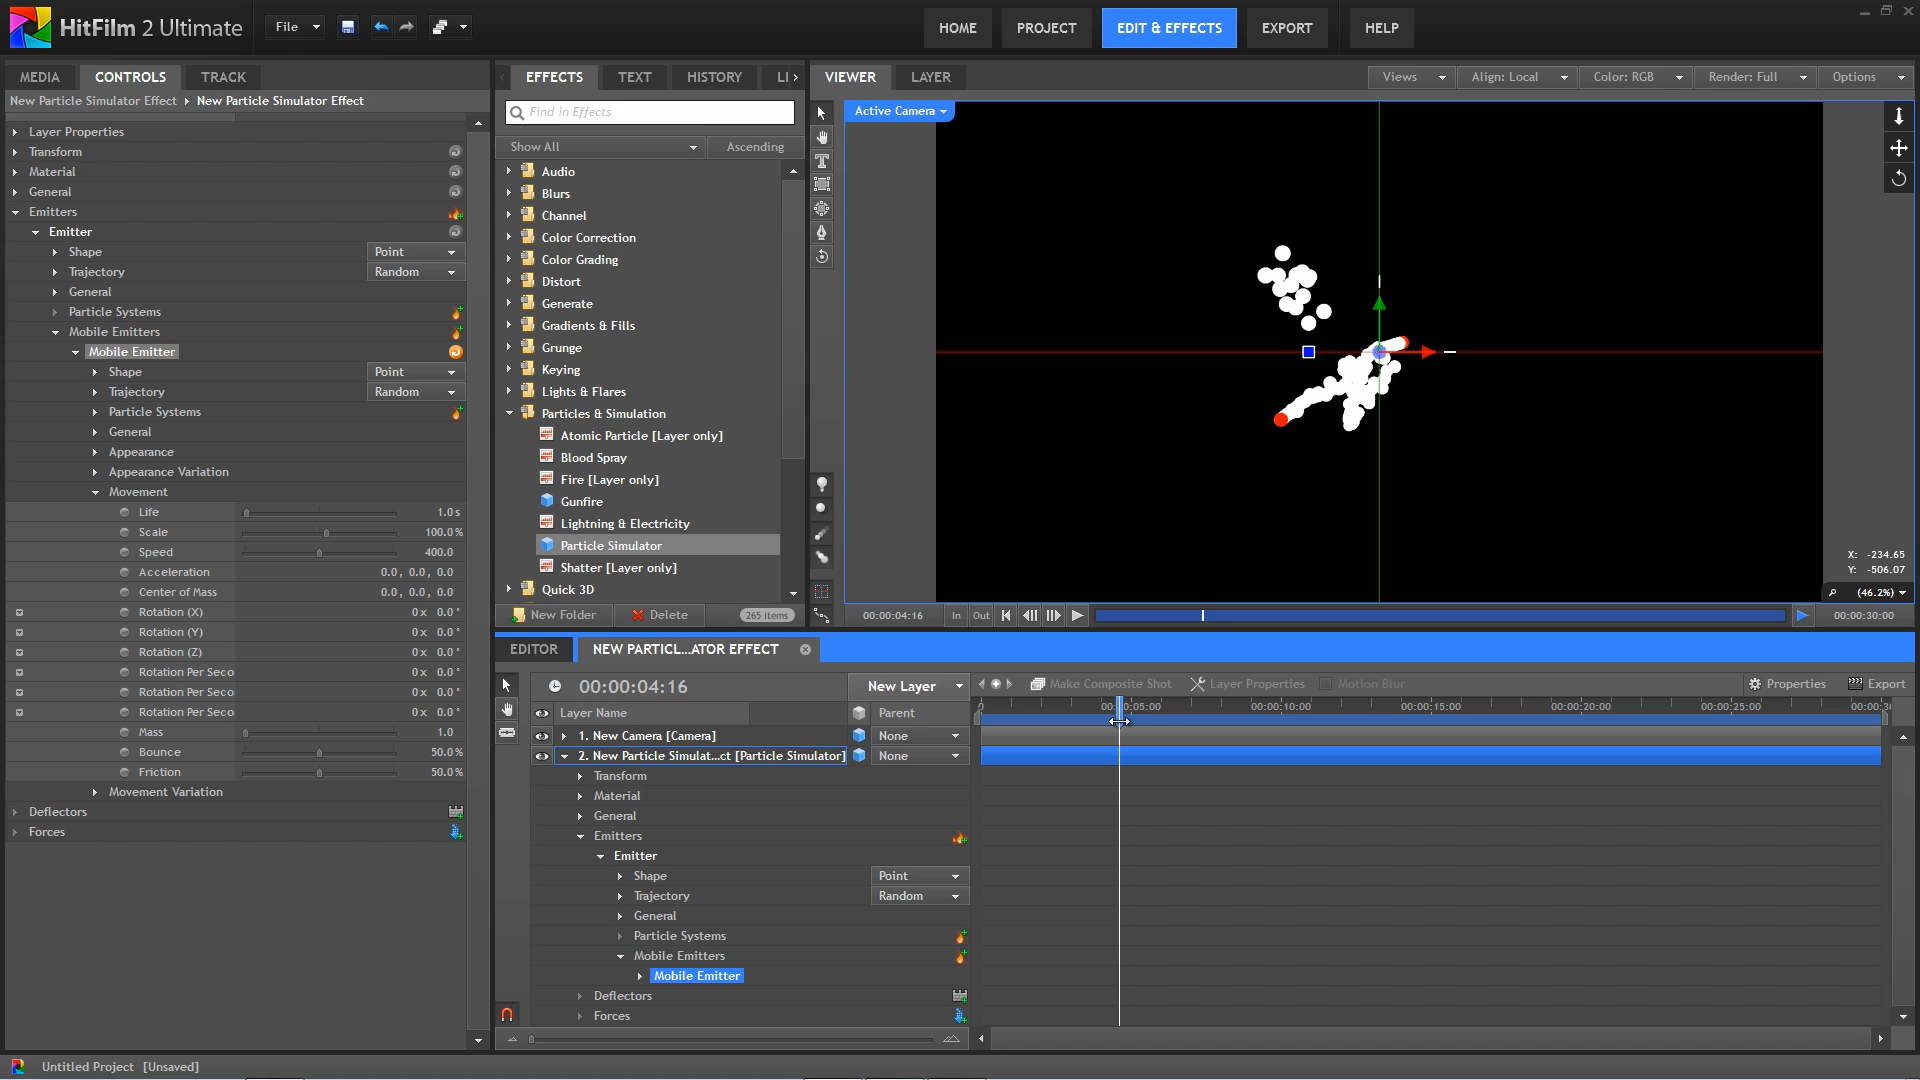 HitFilm 2 Ultimate
File
HOME
PROJECT
EDIT & EFFECTS
EXPORT
HELP
MEDIA
CONTROLS
TRACK
New Particle Simulator Effect
New Particle Simulator Effect
Layer Properties
Transform
Material
General
Emitters
Emitter
Shape Point
Trajectory Random
General
Particle Systems
Mobile Emitters
Mobile Emitter
Shape Point
Trajectory Random
Particle Systems
General
Appearance
Appearance Variation
Movement
Life 1.0s
Scale 100.0%
Speed 400.0
Acceleration 0.0, 0.0, 0.0
Center of Mass 0.0, 0.0, 0.0
Rotation (X) 0x 0.0°
Rotation (Y) 0x 0.0°
Rotation (Z) 0x 0.0°
Rotation Per Seco 0x 0.0°
Rotation Per Seco 0x 0.0°
Rotation Per Seco 0x 0.0°
Mass 1.0
Bounce 50.0%
Friction 50.0%
Movement Variation
Deflectors
Forces
EFFECTS
TEXT
HISTORY
LI
Find in Effects
Show All
Ascending
Audio
Blurs
Channel
Color Correction
Color Grading
Distort
Generate
Gradients & Fills
Grunge
Keying
Lights & Flares
Particles & Simulation
Atomic Particle [Layer only]
Blood Spray
Fire [Layer only]
Gunfire
Lightning & Electricity
Particle Simulator
Shatter [Layer only]
Quick 3D
New Folder
Delete
265 items
VIEWER
LAYER
Views
Align: Local
Color: RGB
Render: Full
Options
Active Camera
X: -234.65
Y: -506.07
(46.2%)
00:00:04:16
In
Out
00:00:30:00
EDITOR
NEW PARTICL...ATOR EFFECT
00:00:04:16
New Layer
Make Composite Shot
Layer Properties
Motion Blur
Properties
Export
Layer Name
Parent
0
00:00:05:00
00:00:10:00
00:00:15:00
00:00:20:00
00:00:25:00
00:00:30
1. New Camera [Camera] None
2. New Particle Simulat...ct [Particle Simulator] None
Transform
Material
General
Emitters
Emitter
Shape Point
Trajectory Random
General
Particle Systems
Mobile Emitters
Mobile Emitter
Deflectors
Forces
Untitled Project [Unsaved]